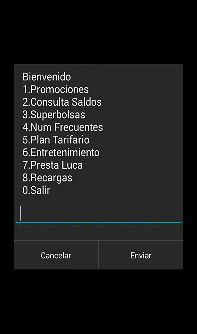 Bienvenido
1.Promociones
2.Consulta Saldos
3.Superbolsas
4.Num Frecuentes
5.Plan Tarifario
6.Entretenimiento
7.Presta Luca
8.Recargas
0.Salir
Cancelar
Enviar